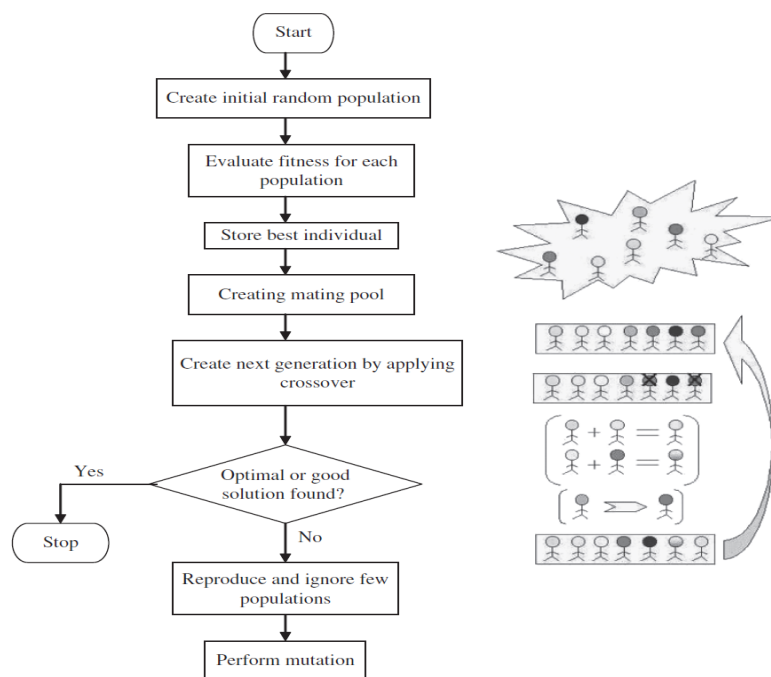 Start
Create initial random population
Evaluate fitness for each
population
Store best individual
Creating mating pool
Create next generation by applying
crossover
Yes
Optimal or good
solution found?
Stop
No
Reproduce and ignore few
populations
Perform mutation